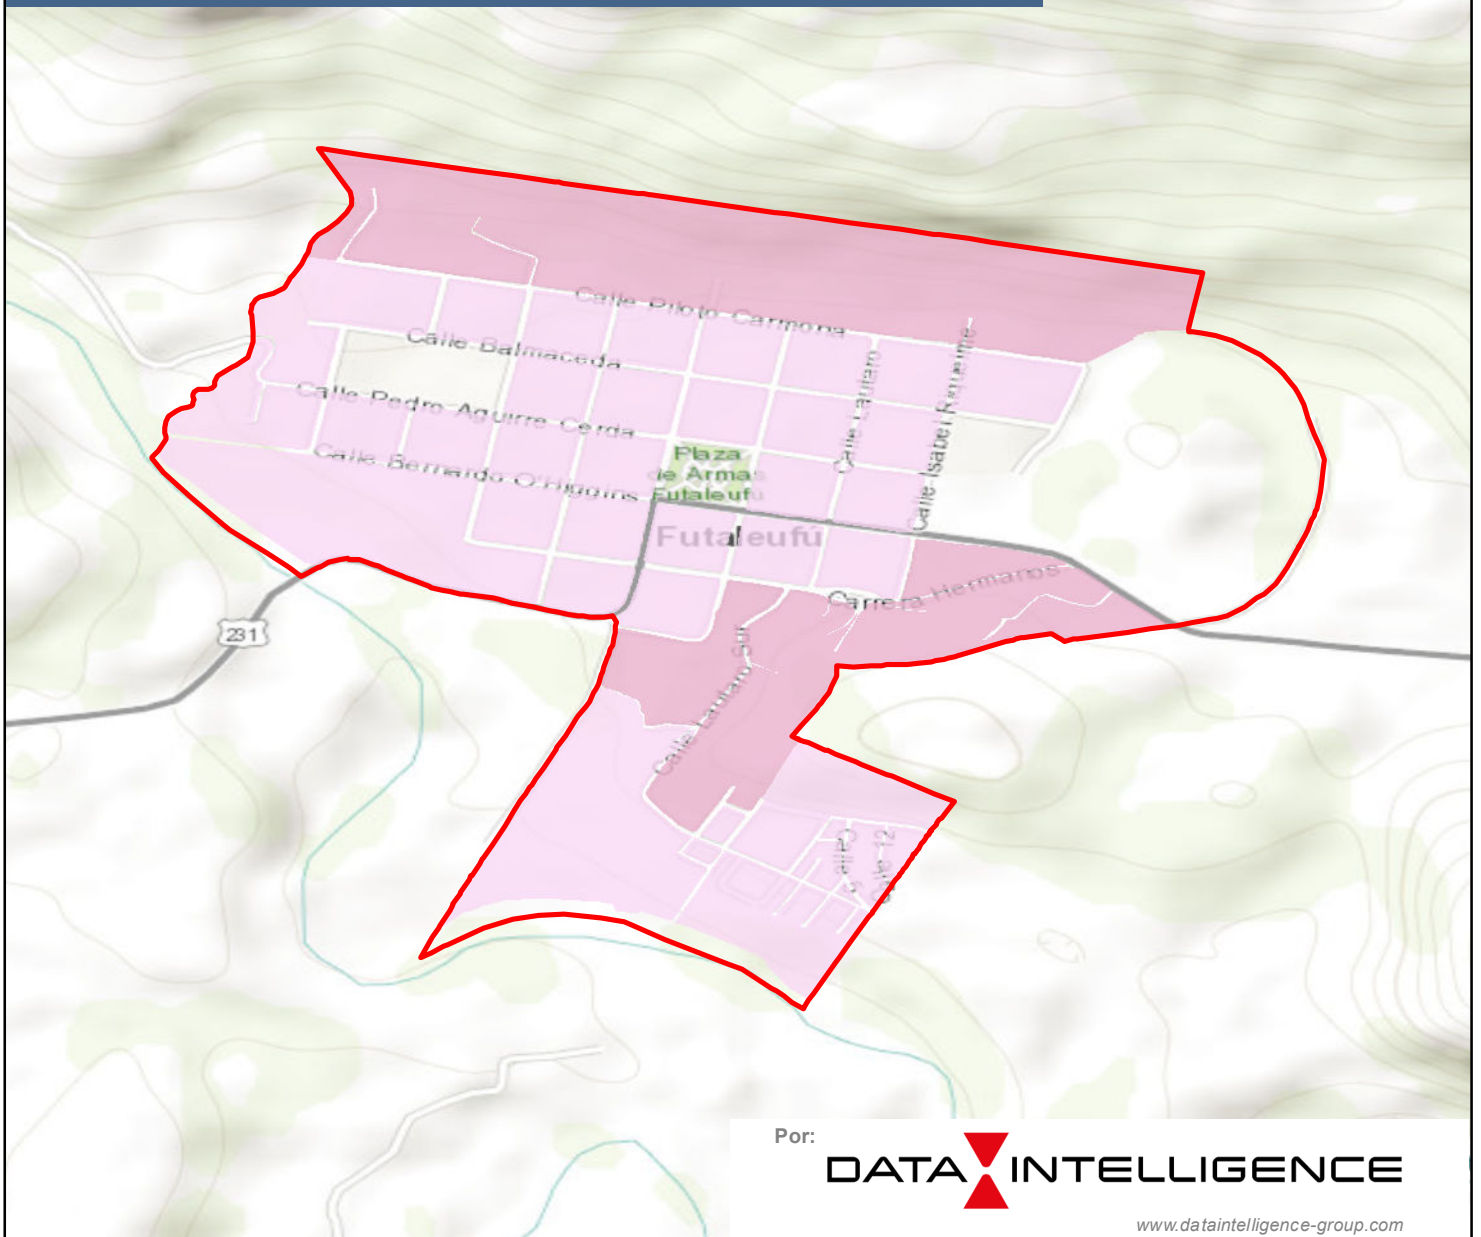 Calle Piloto Carmona
Calle Balmaceda
Calle Lautaro
Calle Isabel Riquelme
Calle Pedro Aguirre Cerda
Calle Bernardo O'Higgins
Plaza
de Armas
Futaleufú
Futaleufú
Carrera Hermanos
231
Calle Lautaro Sur
Calle 12
Por:
DATA INTELLIGENCE
www.dataintelligence-group.com